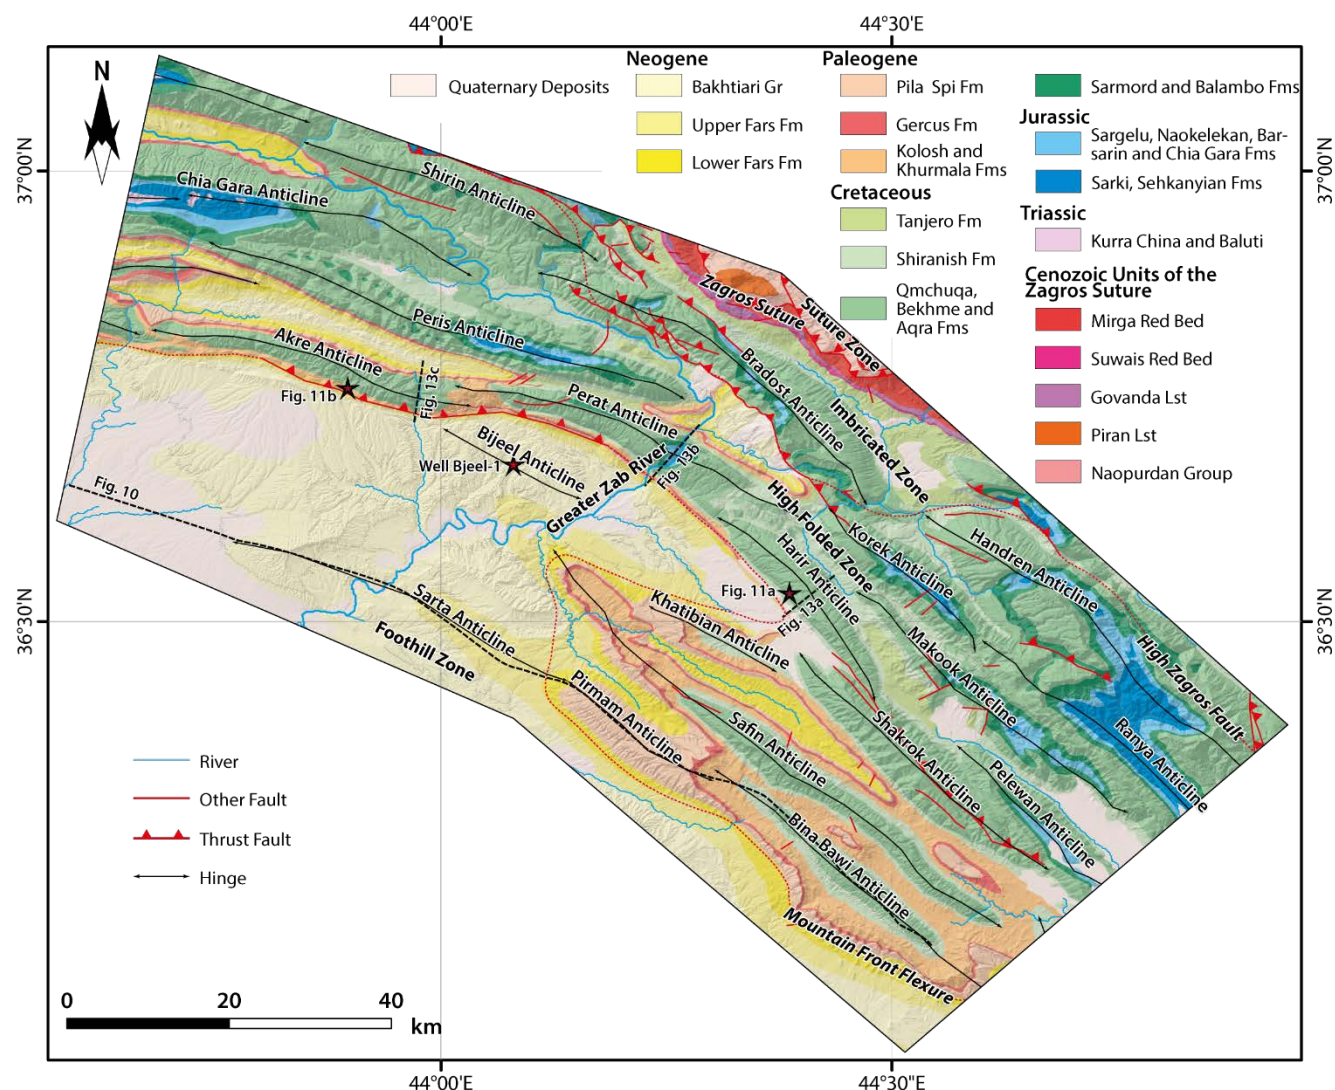 44°00'E
44°30'E
N
37°00'N
37°00'N
36°30'N
36°30'N
Quaternary Deposits
Neogene
Bakhtiari Gr
Upper Fars Fm
Lower Fars Fm
Paleogene
Pila Spi Fm
Gercus Fm
Kolosh and
Khurmala Fms
Cretaceous
Tanjero Fm
Shiranish Fm
Qmchuqa,
Bekhme and
Aqra Fms
Sarmord and Balambo Fms
Jurassic
Sargelu, Naokelekan, Bar-
sarin and Chia Gara Fms
Sarki, Sehkanyian Fms
Triassic
Kurra China and Baluti
Cenozoic Units of the
Zagros Suture
Mirga Red Bed
Suwais Red Bed
Govanda Lst
Piran Lst
Naopurdan Group
Shirin Anticline
Chia Gara Anticline
Zagros Suture
Suture Zone
Peris Anticline
Akre Anticline
Fig. 11b
Fig. 13c
Perat Anticline
Bradost Anticline
Imbricated Zone
Bijeel Anticline
Well Bjeel-1
Greater Zab River
Fig. 13b
Fig. 10
High Folded Zone
Korek Anticline
Handren Anticline
Harir Anticline
Fig. 11a
Fig. 13a
Khatibian Anticline
Sarta Anticline
Foothill Zone
Makook Anticline
High Zagros Fault
Pirmam Anticline
Safin Anticline
Shakrok Anticline
Ranya Anticline
Pelewan Anticline
Bina Bawi Anticline
Mountain Front Flexure
River
Other Fault
Thrust Fault
Hinge
0 20 40
km
44°00'E
44°30'E